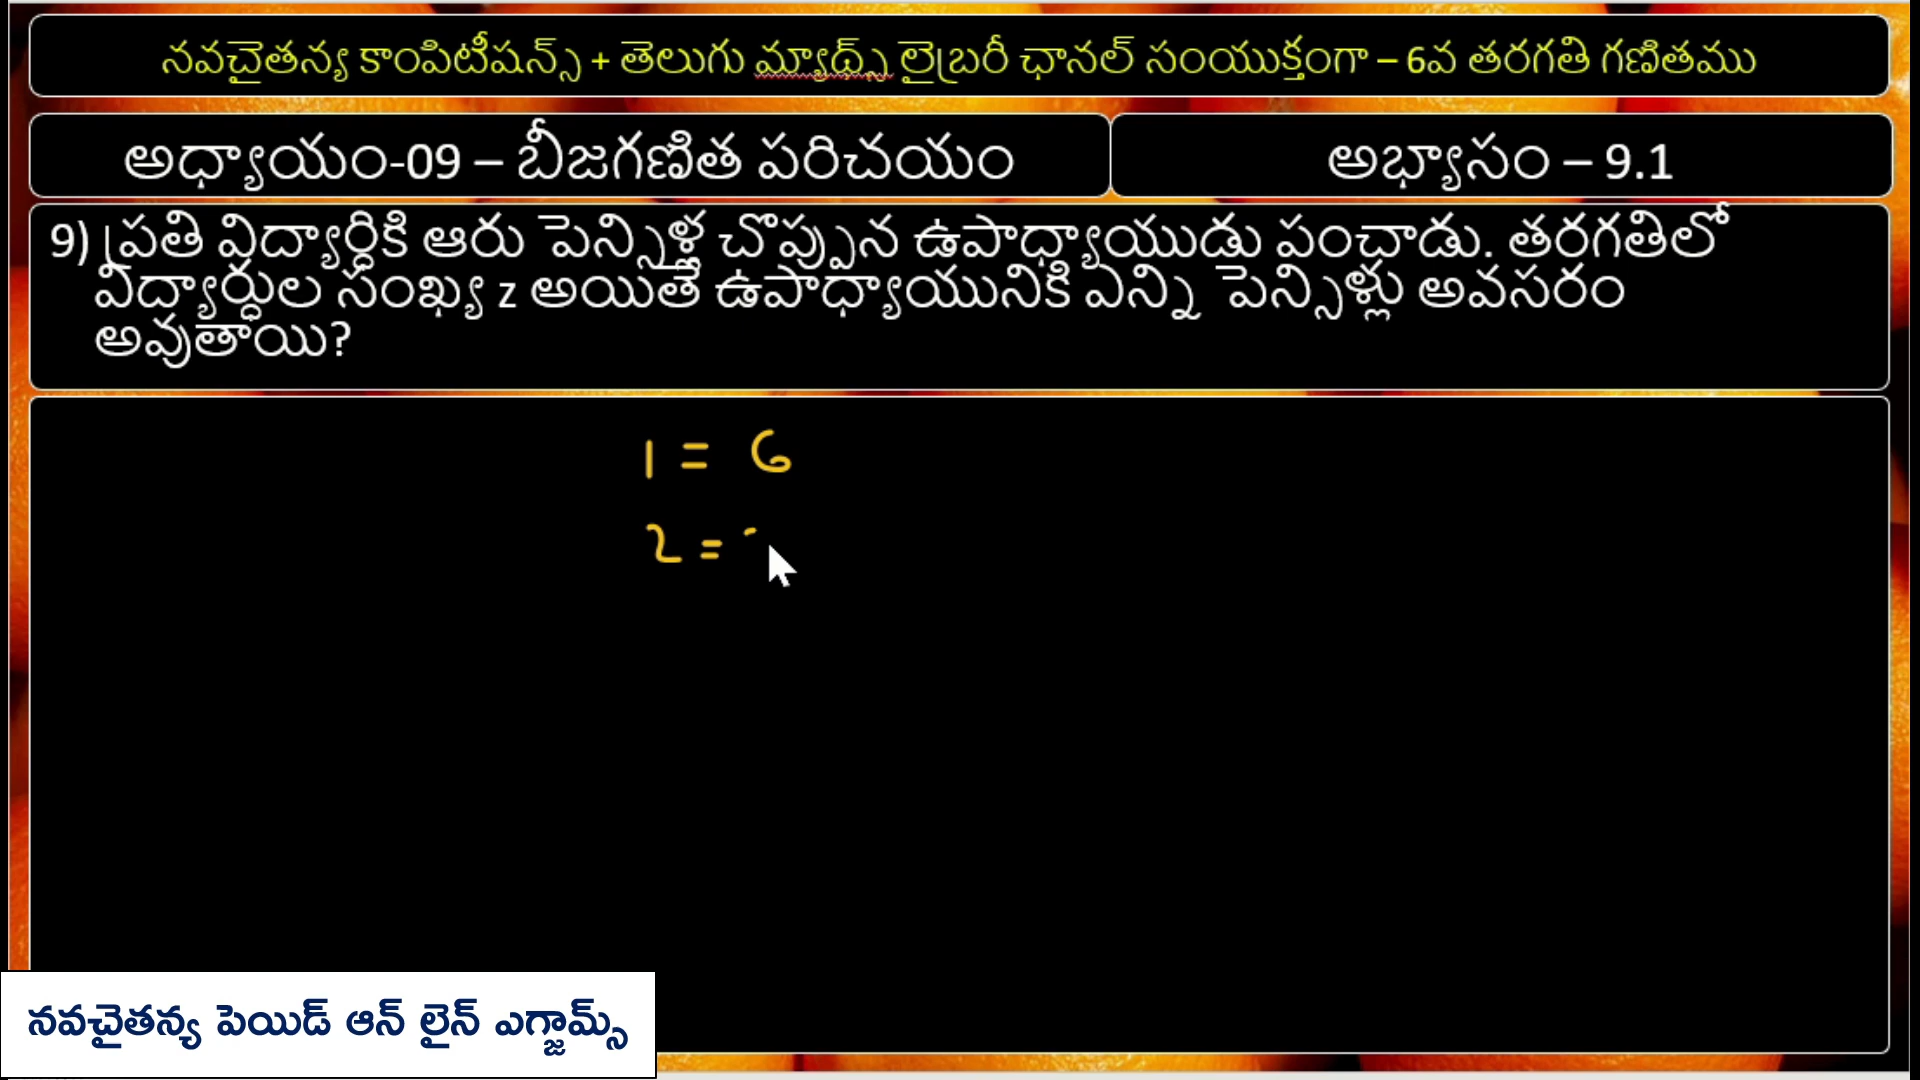 నవచైతన్య కాంపిటీషన్స్ + తెలుగు మ్యాథ్స్ లైబ్రరీ ఛానల్ సంయుక్తంగా – 6వ తరగతి గణితము
అధ్యాయం-09 – బీజగణిత పరిచయం
అభ్యాసం – 9.1
9) ప్రతి విద్యార్థికి ఆరు పెన్సిళ్ల చొప్పున ఉపాధ్యాయుడు పంచాడు. తరగతిలో
విద్యార్థుల సంఖ్య z అయితే ఉపాధ్యాయునికి ఎన్ని పెన్సిళ్లు అవసరం
అవుతాయి?
1 = 6
2 =
నవచైతన్య పెయిడ్ ఆన్ లైన్ ఎగ్జామ్స్